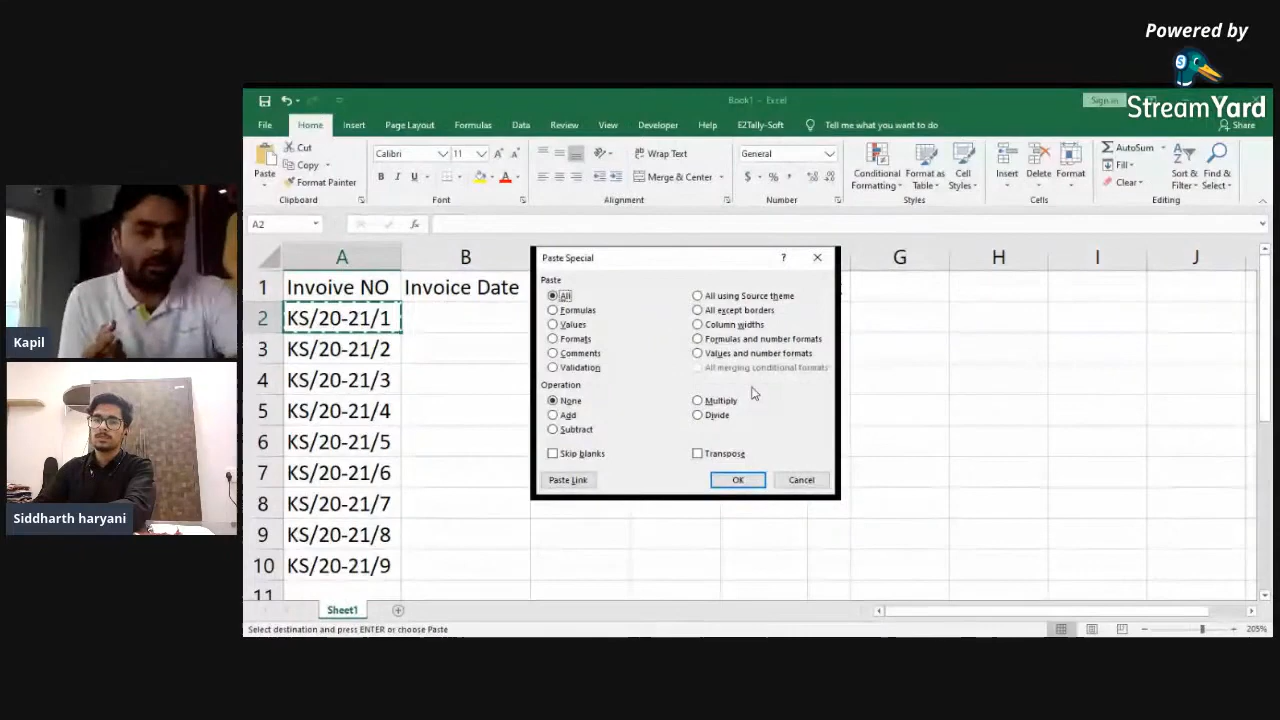 Powered by
StreamYard
Book1 - Excel
Sign in
File Home Insert Page Layout Formulas Data Review View Developer Help EZTally-Soft Tell me what you want to do Share
Paste
Cut
Copy
Format Painter
Clipboard
Calibri 11
B I U
Font
Wrap Text
Merge & Center
Alignment
General
$ %
Number
Conditional Formatting
Format as Table
Cell Styles
Styles
Insert Delete Format
Cells
AutoSum
Fill
Clear
Sort & Filter
Find & Select
Editing
A2
fx
A B G H I J
1 Invoive NO Invoice Date
2 KS/20-21/1
3 KS/20-21/2
4 KS/20-21/3
5 KS/20-21/4
6 KS/20-21/5
7 KS/20-21/6
8 KS/20-21/7
9 KS/20-21/8
10 KS/20-21/9
11
Paste Special ?
Paste
All
All using Source theme
Formulas
All except borders
Values
Column widths
Formats
Formulas and number formats
Comments
Values and number formats
Validation
All merging conditional formats
Operation
None
Multiply
Add
Divide
Subtract
Skip blanks
Transpose
Paste Link
OK
Cancel
Sheet1
Select destination and press ENTER or choose Paste
205%
Kapil
Siddharth haryani